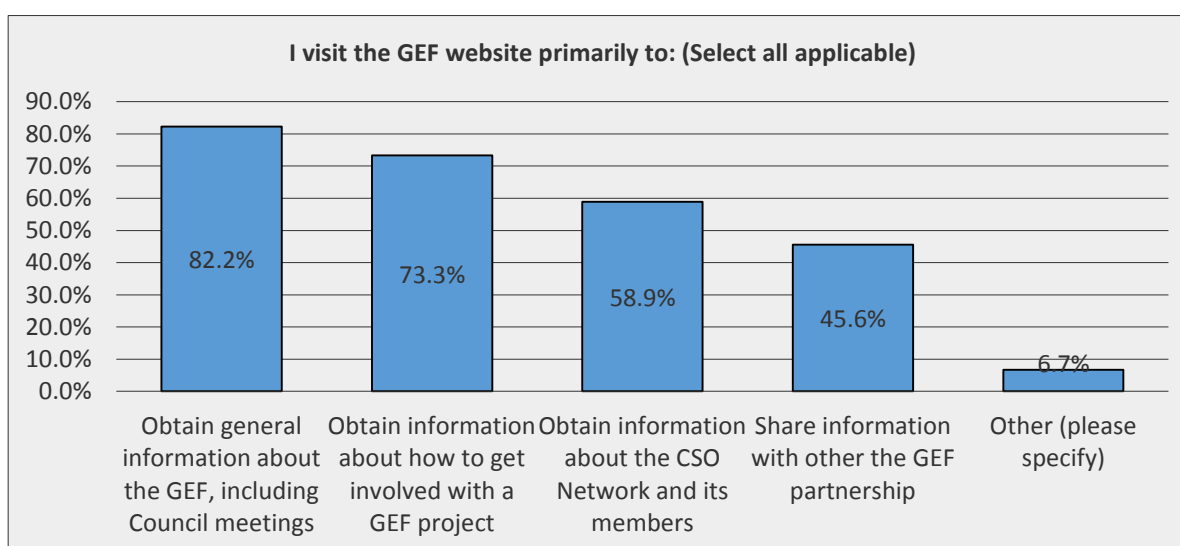 I visit the GEF website primarily to: (Select all applicable)
90.0%
80.0%
70.0%
60.0%
50.0%
40.0%
30.0%
20.0%
10.0%
0.0%
82.2%
73.3%
58.9%
45.6%
6.7%
Obtain general
information about
the GEF, including
Council meetings
Obtain information
about how to get
involved with a
GEF project
Obtain information
about the CSO
Network and its
members
Share information
with other the GEF
partnership
Other (please
specify)